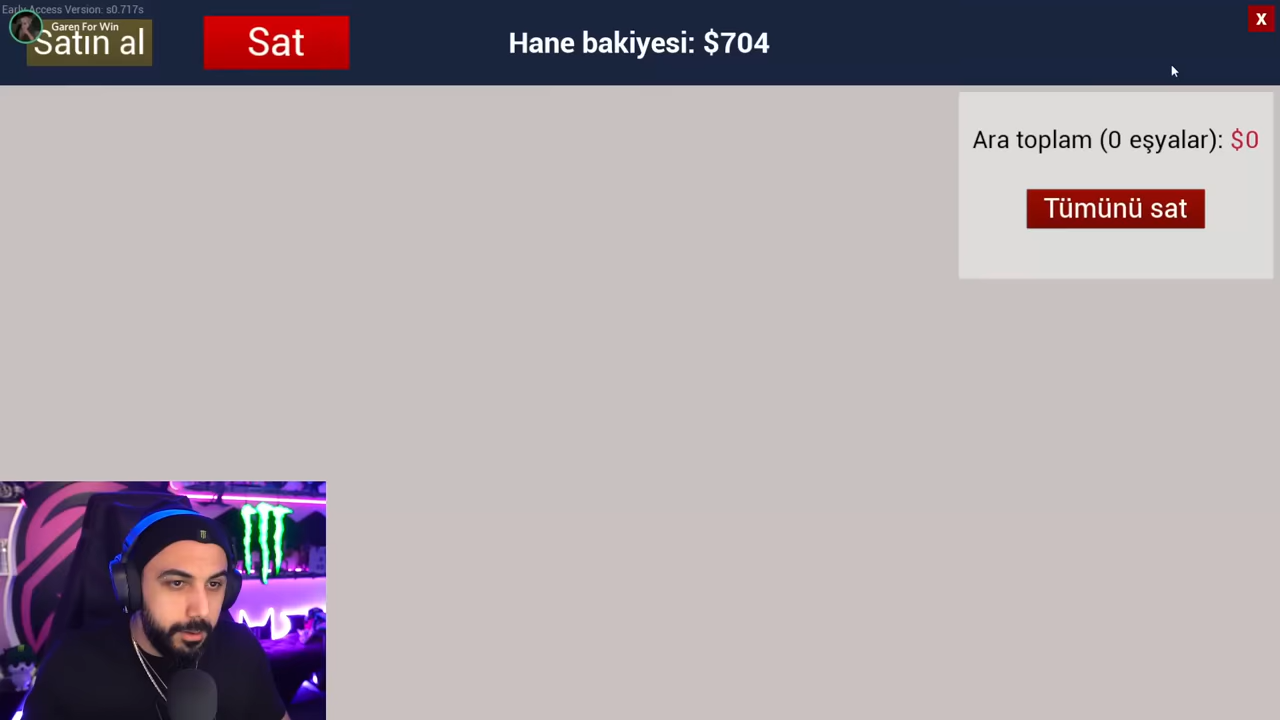 Early Access Version: s0.717s
Garen For Win
Satın al
Sat
Hane bakiyesi: $704
X
Ara toplam (0 eşyalar): $0
Tümünü sat